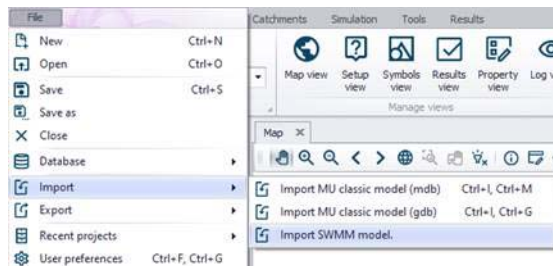 File
Catchments Simulation Tools Results
New Ctrl+N
Open Ctrl+O
Save Ctrl+S
Save as
Close
Database
Import
Export
Recent projects
User preferences Ctrl+F, Ctrl+G
Map view
Setup view
Symbols view
Results view
Property view
Log v
Manage views
Map
Import MU classic model (mdb) Ctrl+I, Ctrl+M
Import MU classic model (gdb) Ctrl+I, Ctrl+G
Import SWMM model.